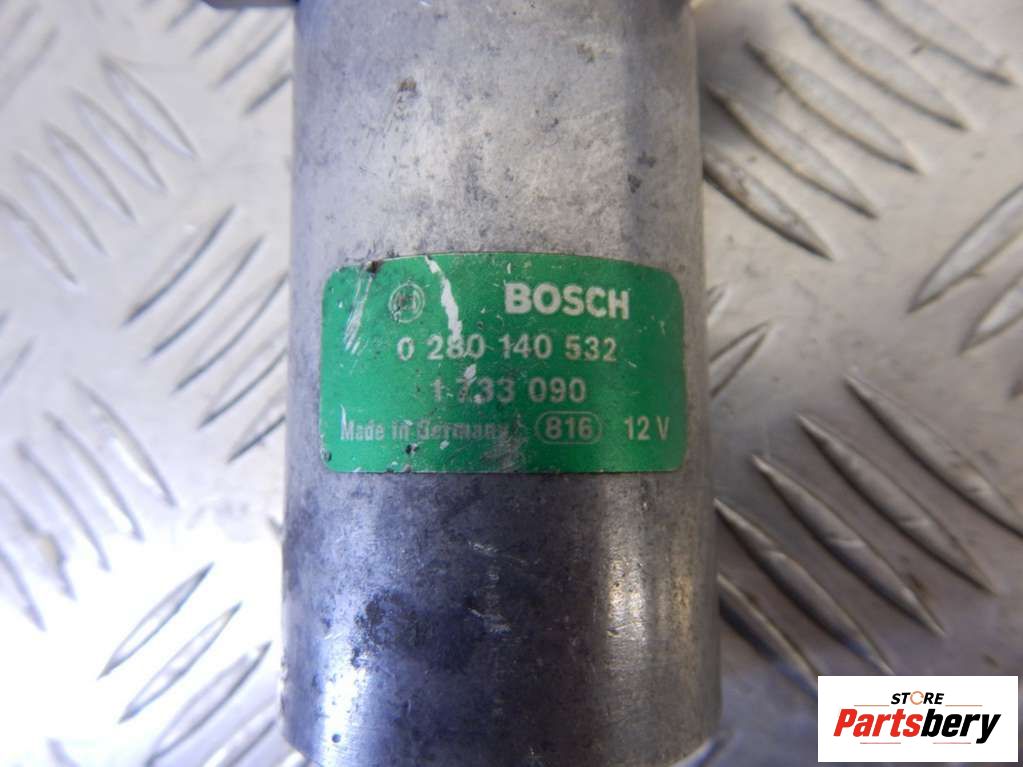 BOSCH
0 280 140 532
1 733 090
Made in Germany 816 12 V
STORE
Partsbery